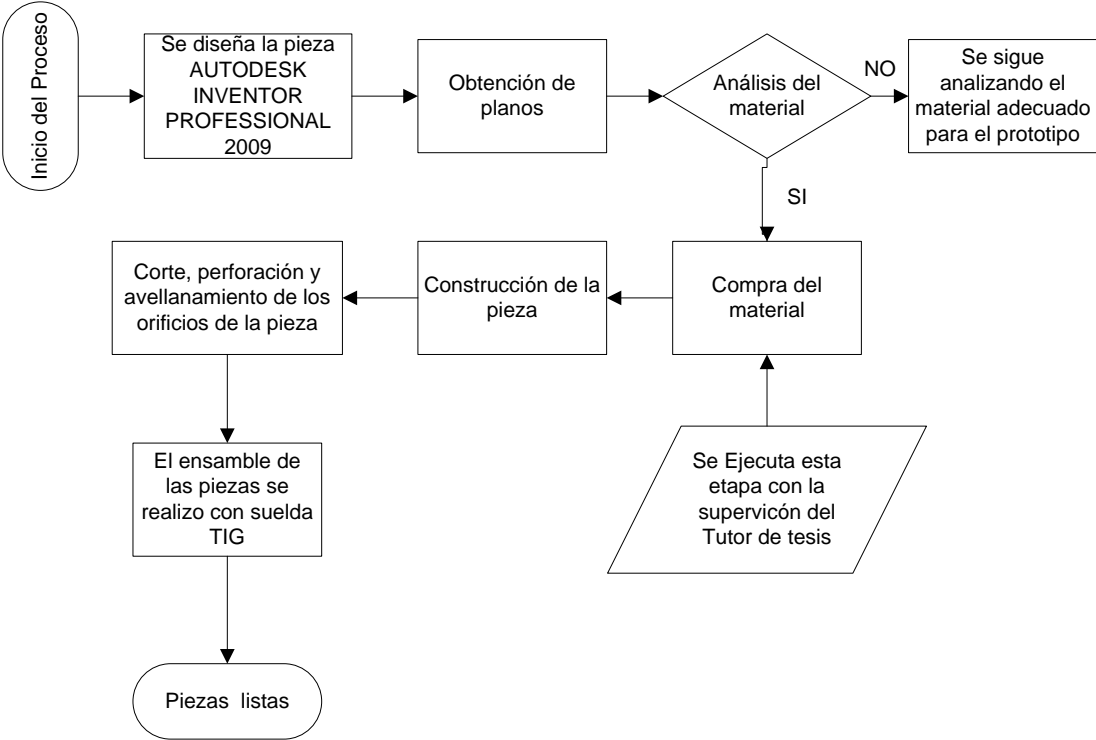 Inicio del Proceso
Se diseña la pieza
AUTODESK
INVENTOR
PROFESSIONAL
2009
Obtención de
planos
Análisis del
material
NO
Se sigue
analizando el
material adecuado
para el prototipo
SI
Corte, perforación y
avellanamiento de los
orificios de la pieza
Construcción de la
pieza
Compra del
material
El ensamble de
las piezas se
realizo con suelda
TIG
Se Ejecuta esta
etapa con la
supervicón del
Tutor de tesis
Piezas listas